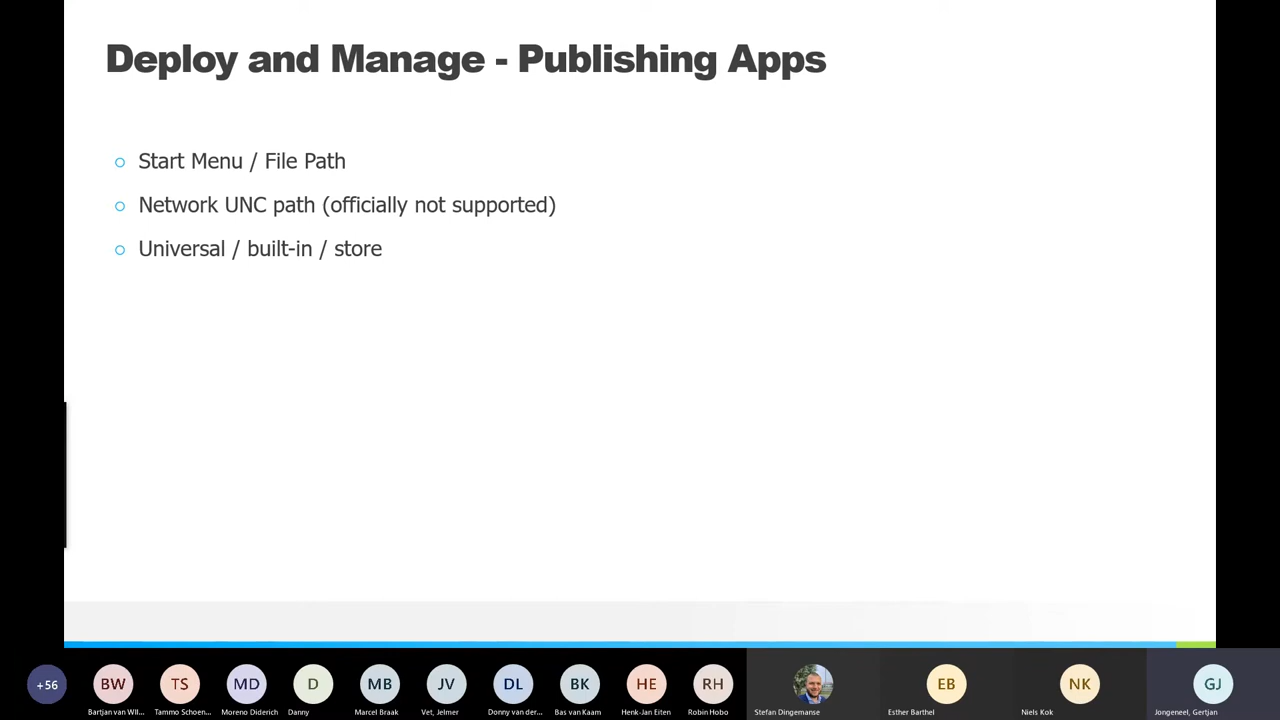 Deploy and Manage - Publishing Apps
Start Menu / File Path
Network UNC path (officially not supported)
Universal / built-in / store
+56 BW TS MD D MB JV DL BK HE RH EB NK GJ
Bartjan van WIl... Tammo Schoen... Moreno Diderich Danny Marcel Braak Vet, Jelmer Donny van der... Bas van Kaam Henk-Jan Eiten Robin Hobo Stefan Dingemanse Esther Barthel Niels Kok Jongeneel, Gertjan